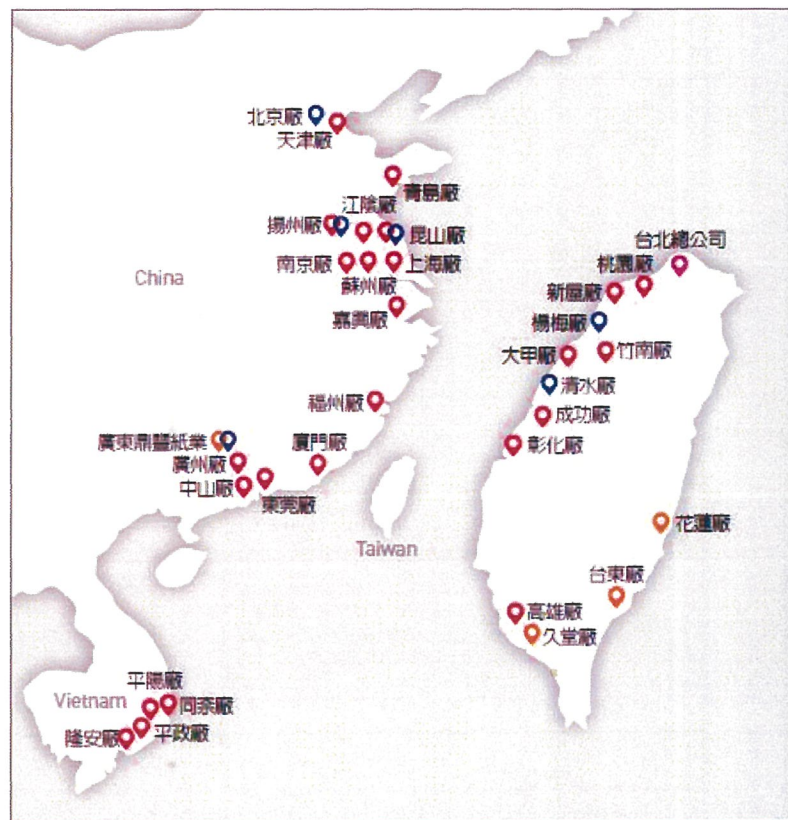 北京廠
天津廠
青島廠
江陰廠
揚州廠
昆山廠
南京廠
上海廠
蘇州廠
China
嘉興廠
福州廠
廣東鼎豐紙業
廈門廠
廣州廠
中山廠
東莞廠
Taiwan
台北總公司
桃園廠
新屋廠
楊梅廠
大甲廠
竹南廠
清水廠
成功廠
彰化廠
花蓮廠
台東廠
高雄廠
久堂廠
平陽廠
Vietnam
同奈廠
平政廠
隆安廠